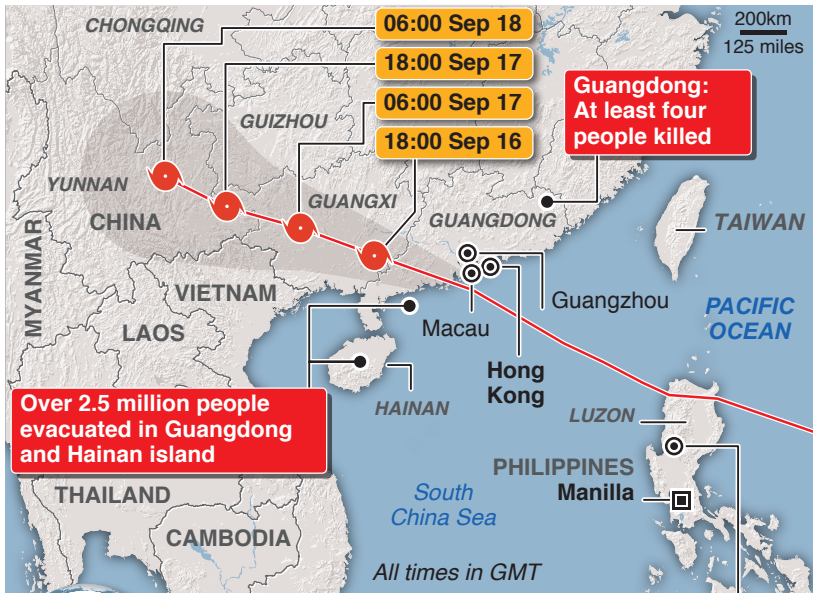 CHONGQING
06:00 Sep 18
18:00 Sep 17
06:00 Sep 17
18:00 Sep 16
200km
125 miles
Guangdong:
At least four
people killed
GUIZHOU
YUNNAN
GUANGXI
CHINA
GUANGDONG
TAIWAN
MYANMAR
VIETNAM
LAOS
Guangzhou
Macau
PACIFIC
OCEAN
Hong
Kong
HAINAN
Over 2.5 million people
evacuated in Guangdong
and Hainan island
LUZON
PHILIPPINES
Manilla
THAILAND
South
China Sea
CAMBODIA
All times in GMT